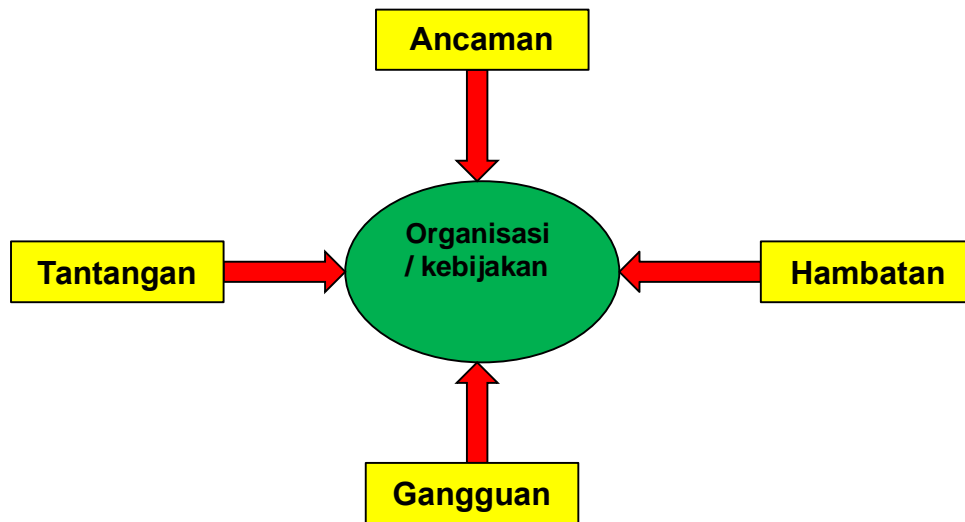 Ancaman
Organisasi
/ kebijakan
Tantangan
Hambatan
Gangguan